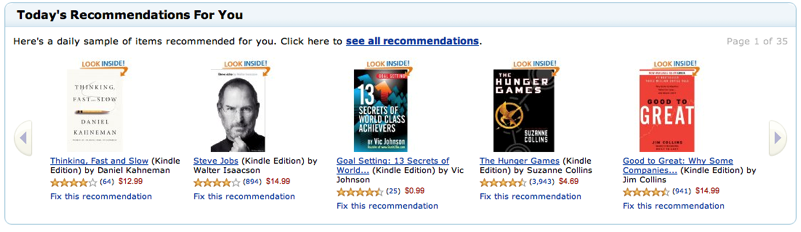 Today's Recommendations For You
Here's a daily sample of items recommended for you. Click here to see all recommendations.
Page 1 of 35
LOOK INSIDE!
THINKING,
FAST AND SLOW
DANIEL
KAHNEMAN
Thinking, Fast and Slow (Kindle
Edition) by Daniel Kahneman
(64) $12.99
Fix this recommendation
LOOK INSIDE!
Steve Jobs
Steve Jobs (Kindle Edition) by
Walter Isaacson
(894) $14.99
Fix this recommendation
LOOK INSIDE!
GOAL SETTING
13
SECRETS OF
WORLD CLASS
ACHIEVERS
by Vic Johnson
Goal Setting: 13 Secrets of
World... (Kindle Edition) by Vic
Johnson
(25) $0.99
Fix this recommendation
LOOK INSIDE!
THE
HUNGER
GAMES
SUZANNE
COLLINS
The Hunger Games (Kindle
Edition) by Suzanne Collins
(3,943) $4.69
Fix this recommendation
LOOK INSIDE!
GOOD TO
GREAT
JIM COLLINS
Good to Great: Why Some
Companies... (Kindle Edition) by
Jim Collins
(941) $14.99
Fix this recommendation